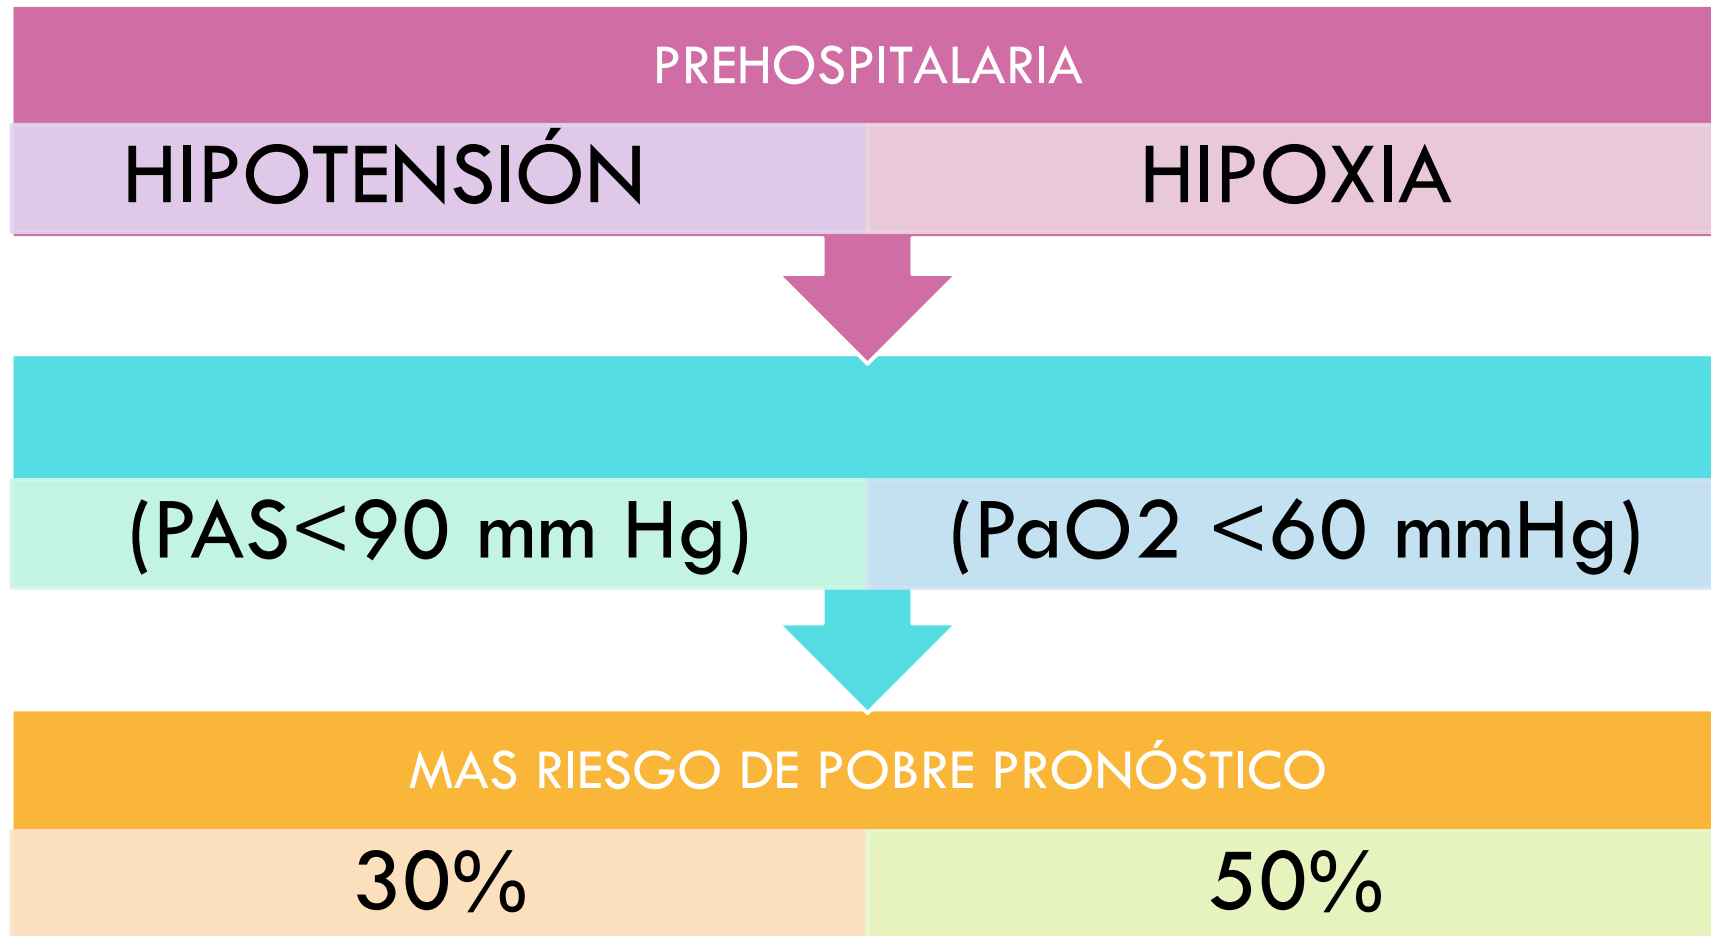 PREHOSPITALARIA
HIPOTENSIÓN
HIPOXIA
(PAS<90 mm Hg)
(PaO2 <60 mmHg)
MAS RIESGO DE POBRE PRONÓSTICO
30%
50%